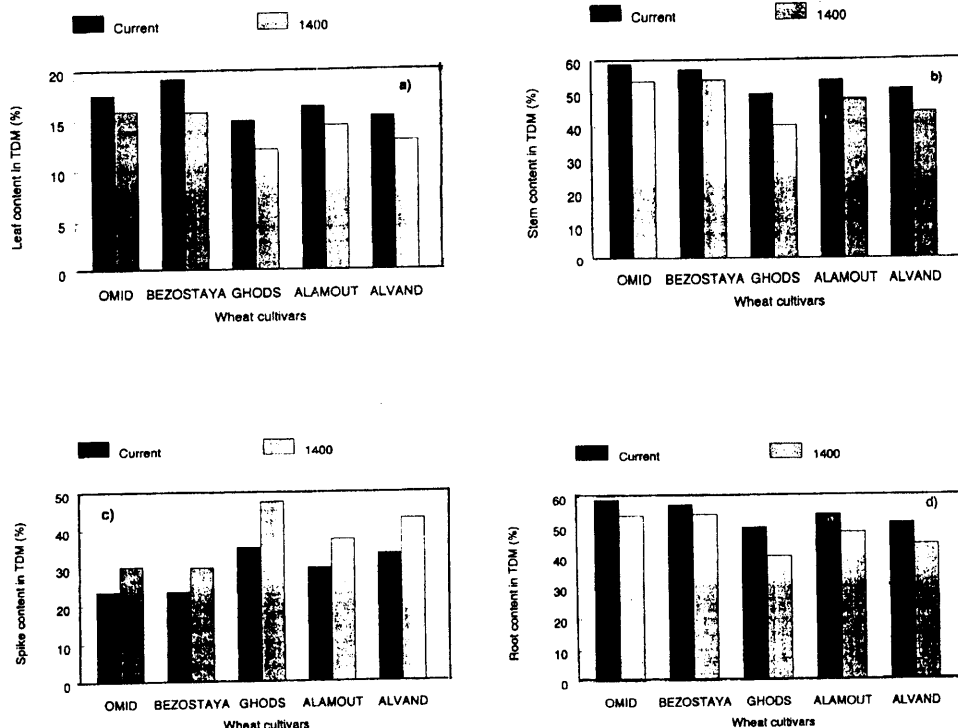 Current 1400
a)
Leaf content in TDM (%)
20
15
10
5
0
OMID BEZOSTAYA GHODS ALAMOUT ALVAND
Wheat cultivars
Current 1400
b)
Stem content in TDM (%)
60
50
40
30
20
10
0
OMID BEZOSTAYA GHODS ALAMOUT ALVAND
Wheat cultivars
Current 1400
c)
Spike content in TDM (%)
50
40
30
20
10
0
OMID BEZOSTAYA GHODS ALAMOUT ALVAND
Wheat cultivars
Current 1400
d)
Root content in TDM (%)
60
50
40
30
20
10
0
OMID BEZOSTAYA GHODS ALAMOUT ALVAND
Wheat cultivars